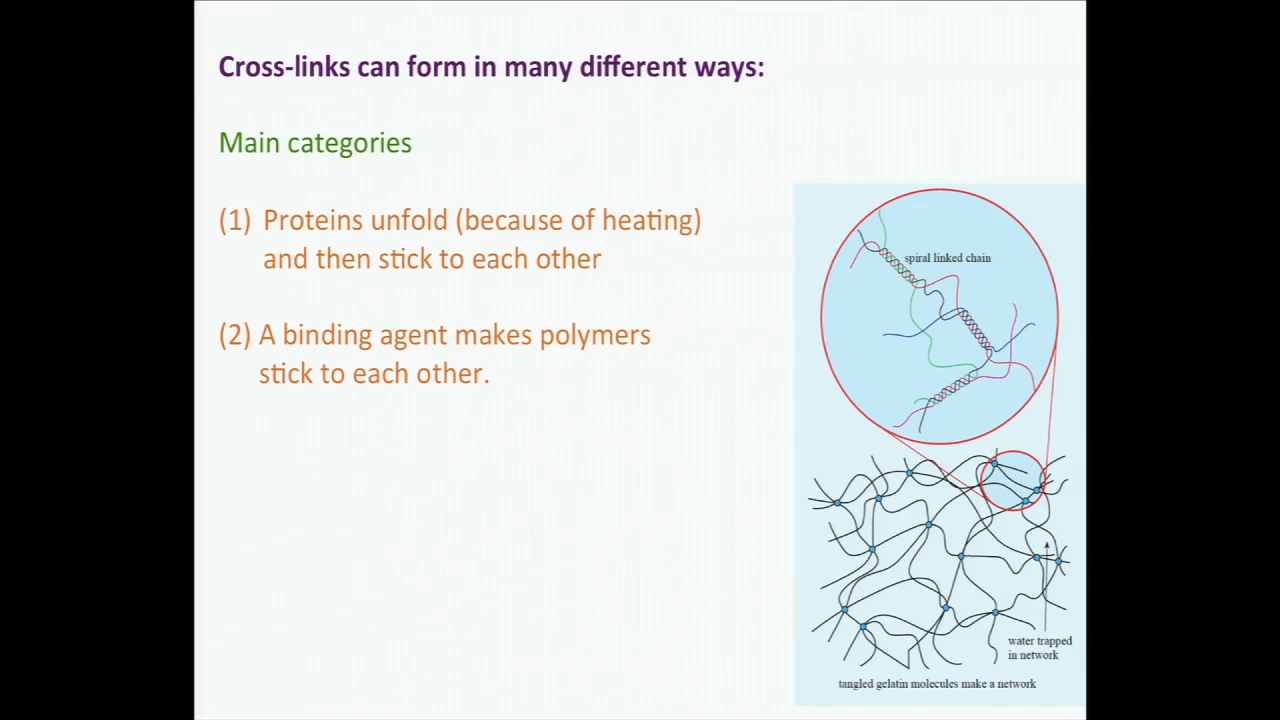 Cross-links can form in many different ways:
Main categories
(1) Proteins unfold (because of heating)
and then stick to each other
(2) A binding agent makes polymers
stick to each other.
spiral linked chain
water trapped
in network
tangled gelatin molecules make a network